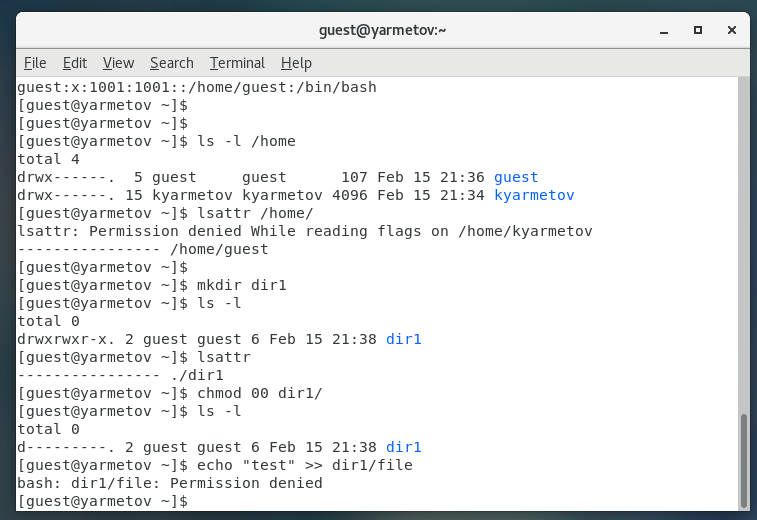 guest@yarmetov:~
File Edit View Search Terminal Help
guest:x:1001:1001::/home/guest:/bin/bash
[guest@yarmetov ~]$
[guest@yarmetov ~]$
[guest@yarmetov ~]$ ls -l /home
total 4
drwx------.  5 guest     guest      107 Feb 15 21:36 guest
drwx------. 15 kyarmetov kyarmetov 4096 Feb 15 21:34 kyarmetov
[guest@yarmetov ~]$ lsattr /home/
lsattr: Permission denied While reading flags on /home/kyarmetov
---------------- /home/guest
[guest@yarmetov ~]$
[guest@yarmetov ~]$ mkdir dir1
[guest@yarmetov ~]$ ls -l
total 0
drwxrwxr-x. 2 guest guest 6 Feb 15 21:38 dir1
[guest@yarmetov ~]$ lsattr
---------------- ./dir1
[guest@yarmetov ~]$ chmod 00 dir1/
[guest@yarmetov ~]$ ls -l
total 0
d---------. 2 guest guest 6 Feb 15 21:38 dir1
[guest@yarmetov ~]$ echo "test" >> dir1/file
bash: dir1/file: Permission denied
[guest@yarmetov ~]$